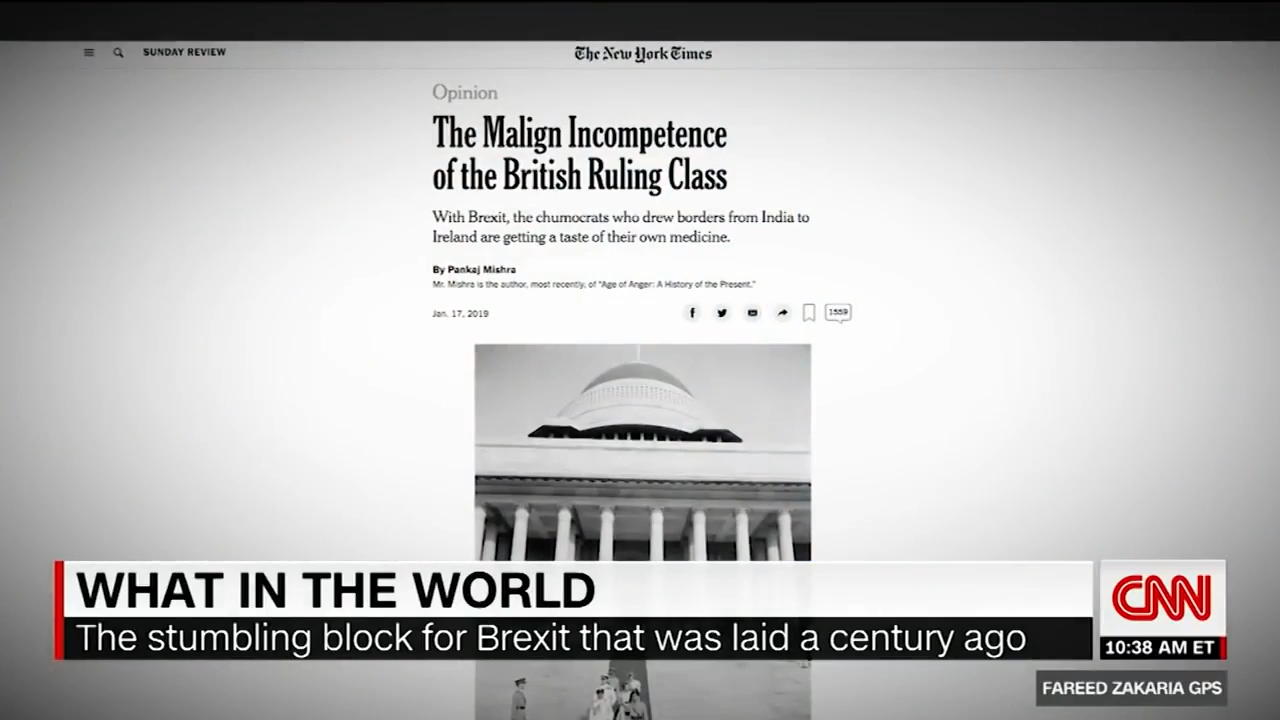 SUNDAY REVIEW
The New York Times
Opinion
The Malign Incompetence
of the British Ruling Class
With Brexit, the chumocrats who drew borders from India to
Ireland are getting a taste of their own medicine.
By Pankaj Mishra
Mr. Mishra is the author, most recently, of "Age of Anger: A History of the Present."
Jan. 17, 2019
1559
WHAT IN THE WORLD
The stumbling block for Brexit that was laid a century ago
CNN
10:38 AM ET
FAREED ZAKARIA GPS